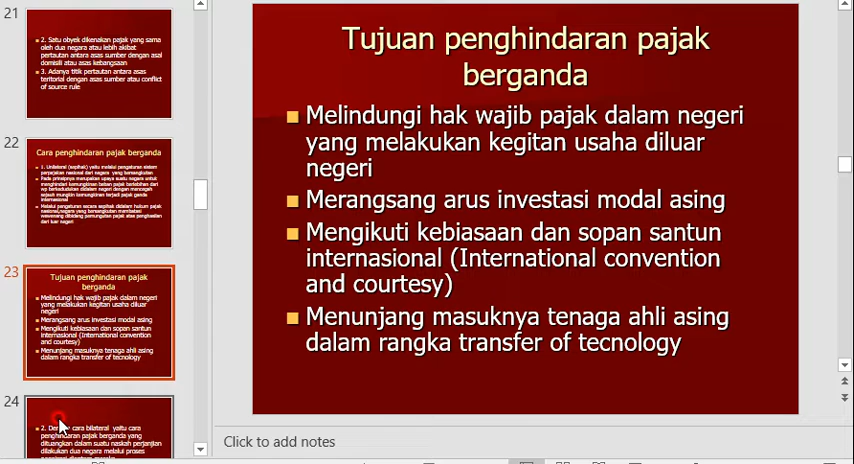 21
2. Satu obyek dikenakan pajak yang sama
oleh dua negara atau lebih akibat
pertautan antara asas sumber dengan asal
domisili atau asas kebangsaan
3. Adanya titik pertautan antara asas
territorial dengan asas sumber atau conflict
of source rule
22
Cara penghindaran pajak berganda
1. Unilateral (sepihak) yaitu melalui pengaturan sistem
perpajakan nasional dari negara yang bersangkutan
Pada prinsipnya merupakan upaya suatu negara untuk
menghindari kemungkinan beban pajak berlebihan dari
wp berkedudukan didalam negeri dengan mencegah
sejauh mungkin kemungkinan terjadi pajak ganda
internasional
Melalui pengaturan secara sepihak didalam hukum pajak
nasional,negara yang bersangkutan membatasi
wewenang dibidang pemungutan pajak atas penghasilan
dari luar negeri
23
Tujuan penghindaran pajak
berganda
Melindungi hak wajib pajak dalam negeri
yang melakukan kegitan usaha diluar
negeri
Merangsang arus investasi modal asing
Mengikuti kebiasaan dan sopan santun
internasional (International convention
and courtesy)
Menunjang masuknya tenaga ahli asing
dalam rangka transfer of tecnology
24
cara bilateral yaitu cara
penghindaran pajak berganda yang
dituangkan dalam suatu naskah perjanjian
dilakukan dua negara melalui proses
Tujuan penghindaran pajak
berganda
Melindungi hak wajib pajak dalam negeri
yang melakukan kegitan usaha diluar
negeri
Merangsang arus investasi modal asing
Mengikuti kebiasaan dan sopan santun
internasional (International convention
and courtesy)
Menunjang masuknya tenaga ahli asing
dalam rangka transfer of tecnology
Click to add notes